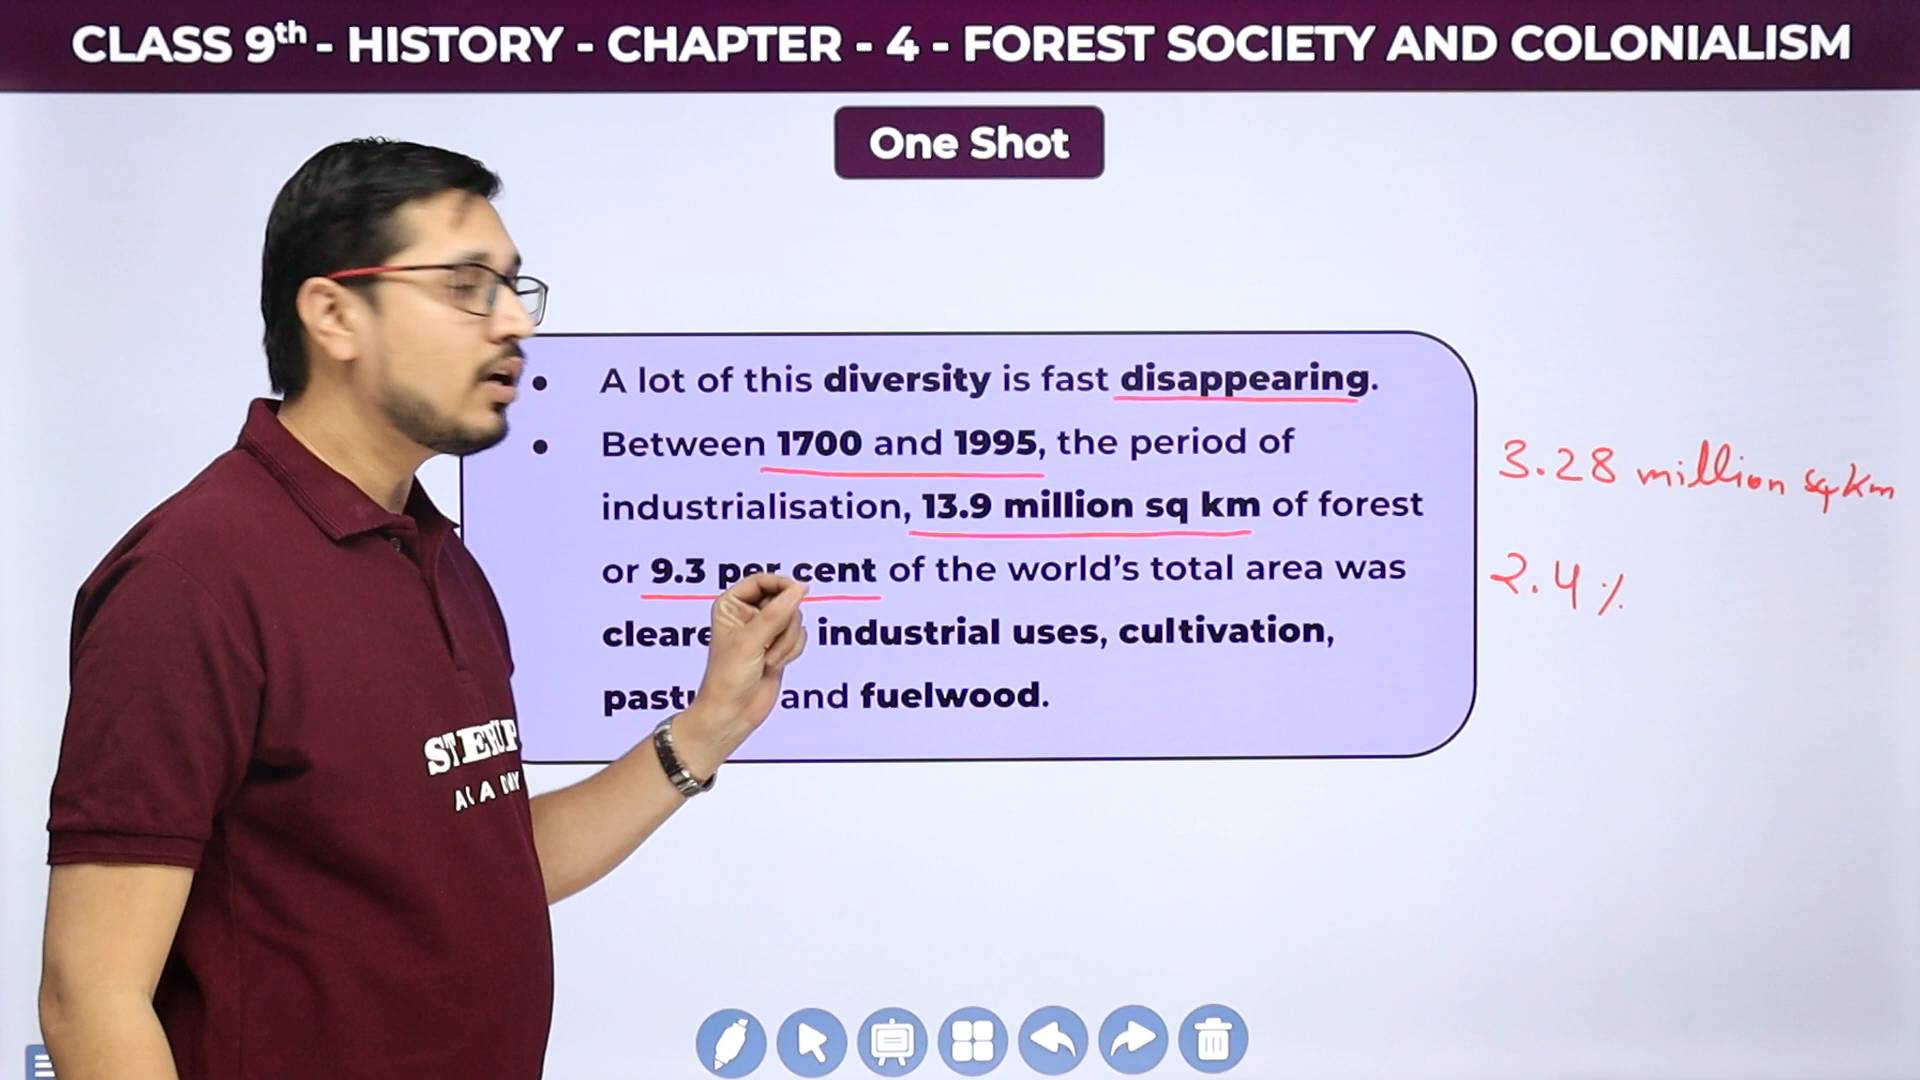 CLASS 9th - HISTORY - CHAPTER - 4 - FOREST SOCIETY AND COLONIALISM
One Shot
• A lot of this diversity is fast disappearing.
• Between 1700 and 1995, the period of
industrialisation, 13.9 million sq km of forest
or 9.3 per cent of the world's total area was
industrial uses, cultivation,
and fuelwood.
3.28 million sq km
2.4 %